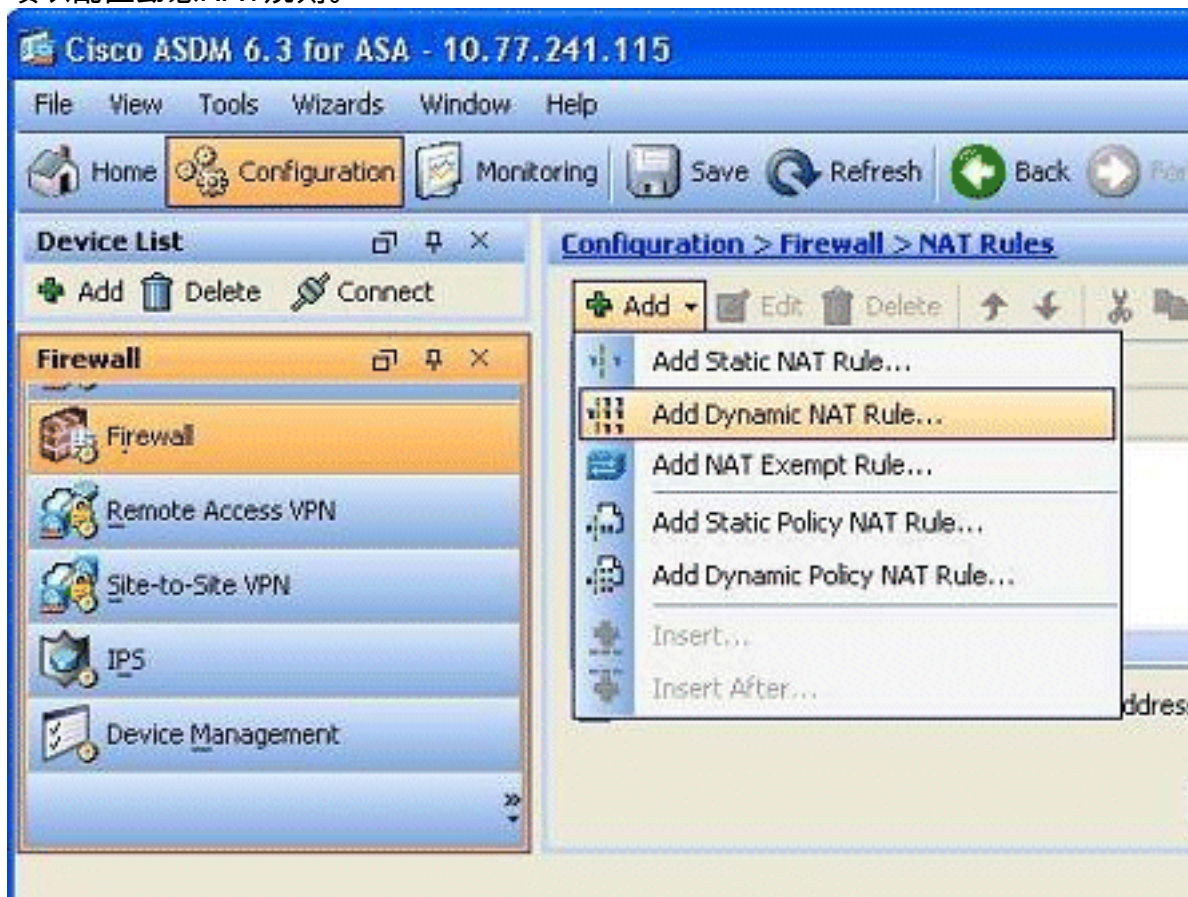 Cisco ASDM 6.3 for ASA - 10.77.241.115
File View Tools Wizards Window Help
Home Configuration Monitoring Save Refresh Back
Device List
Add Delete Connect
Firewall
Firewall
Remote Access VPN
Site-to-Site VPN
IPS
Device Management
Configuration > Firewall > NAT Rules
Add Edit Delete
Add Static NAT Rule...
Add Dynamic NAT Rule...
Add NAT Exempt Rule...
Add Static Policy NAT Rule...
Add Dynamic Policy NAT Rule...
Insert...
Insert After...